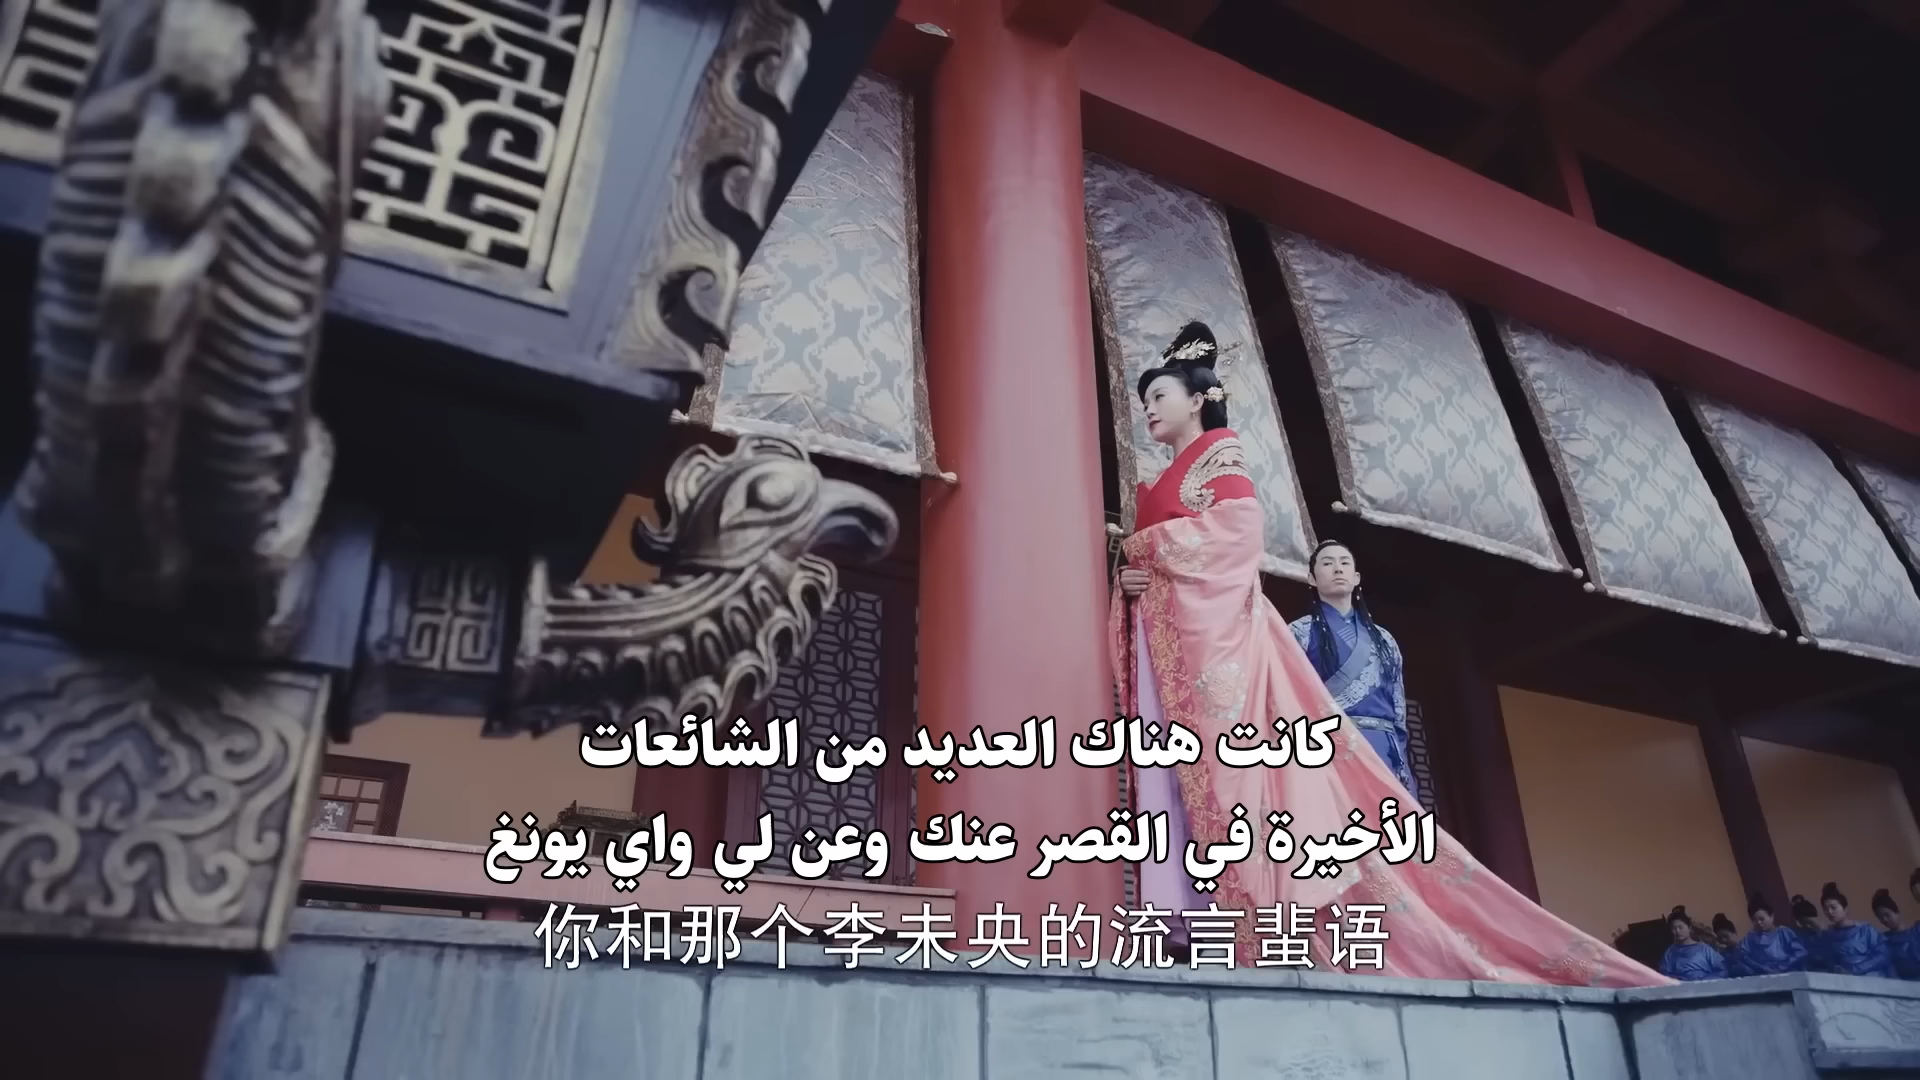 كانت هناك العديد من الشائعات
الأخيرة في القصر عنك وعن لي واي يونغ
你和那个李未央的流言蜚语